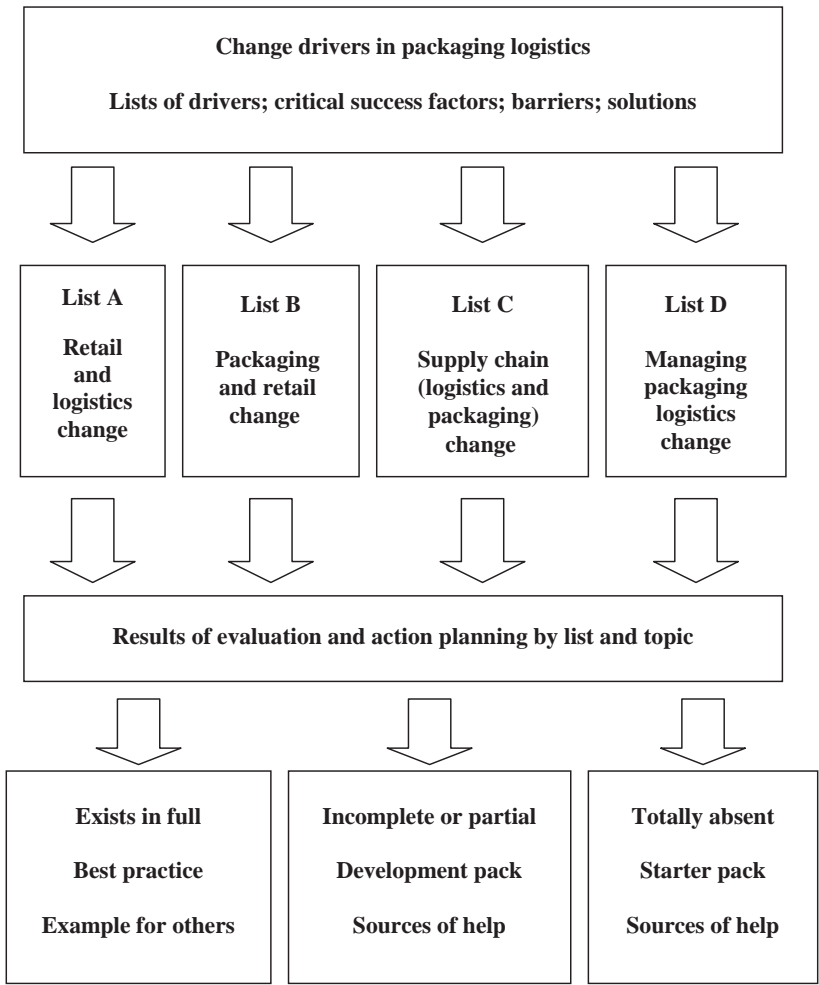 Change drivers in packaging logistics
Lists of drivers; critical success factors; barriers; solutions
List A
Retail
and
logistics
change
List B
Packaging
and retail
change
List C
Supply chain
(logistics and
packaging)
change
List D
Managing
packaging
logistics
change
Results of evaluation and action planning by list and topic
Exists in full
Best practice
Example for others
Incomplete or partial
Development pack
Sources of help
Totally absent
Starter pack
Sources of help